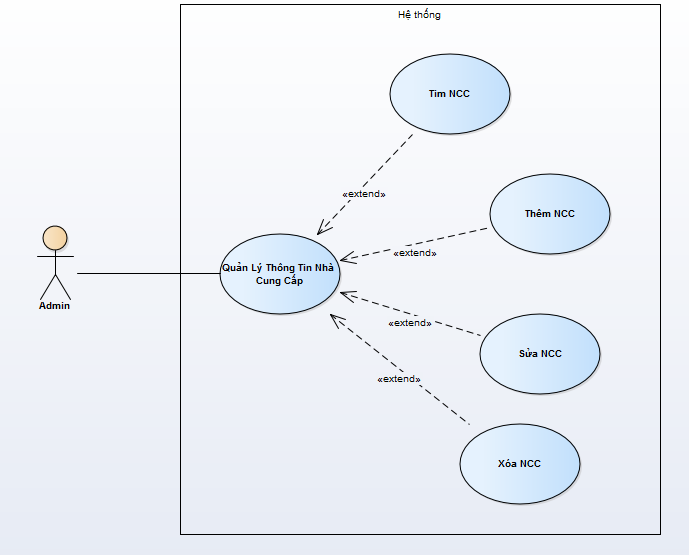 Hệ thống
Tìm NCC
«extend»
Thêm NCC
«extend»
Quản Lý Thông Tin Nhà
Cung Cấp
Admin
«extend»
Sửa NCC
«extend»
Xóa NCC